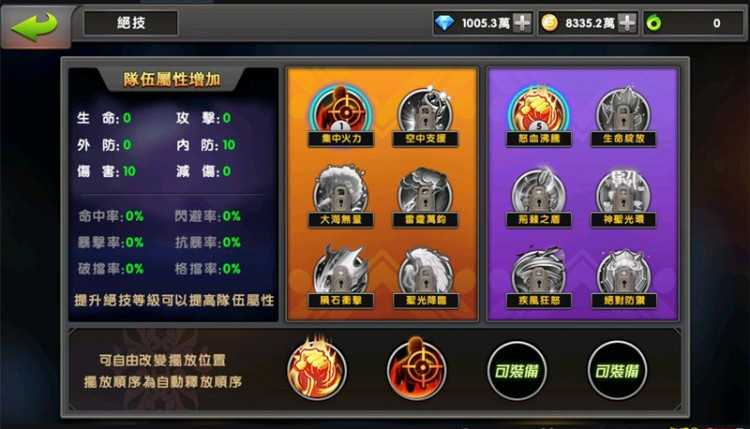 絕技
1005.3萬
8335.2萬
0
隊伍屬性增加
生 命:0 攻 擊:0
外 防:0 內 防:10
傷 害:10 減 傷:0
命中率:0% 閃避率:0%
暴擊率:0% 抗暴率:0%
破擋率:0% 格擋率:0%
提升絕技等級可以提高隊伍屬性
1
集中火力
空中支援
大海無量
雷霆萬鈞
隕石衝擊
聖光降臨
5
怒血沸騰
生命綻放
荊棘之盾
神聖光環
疾風狂怒
絕對防禦
可自由改變擺放位置
擺放順序為自動釋放順序
可裝備
可裝備